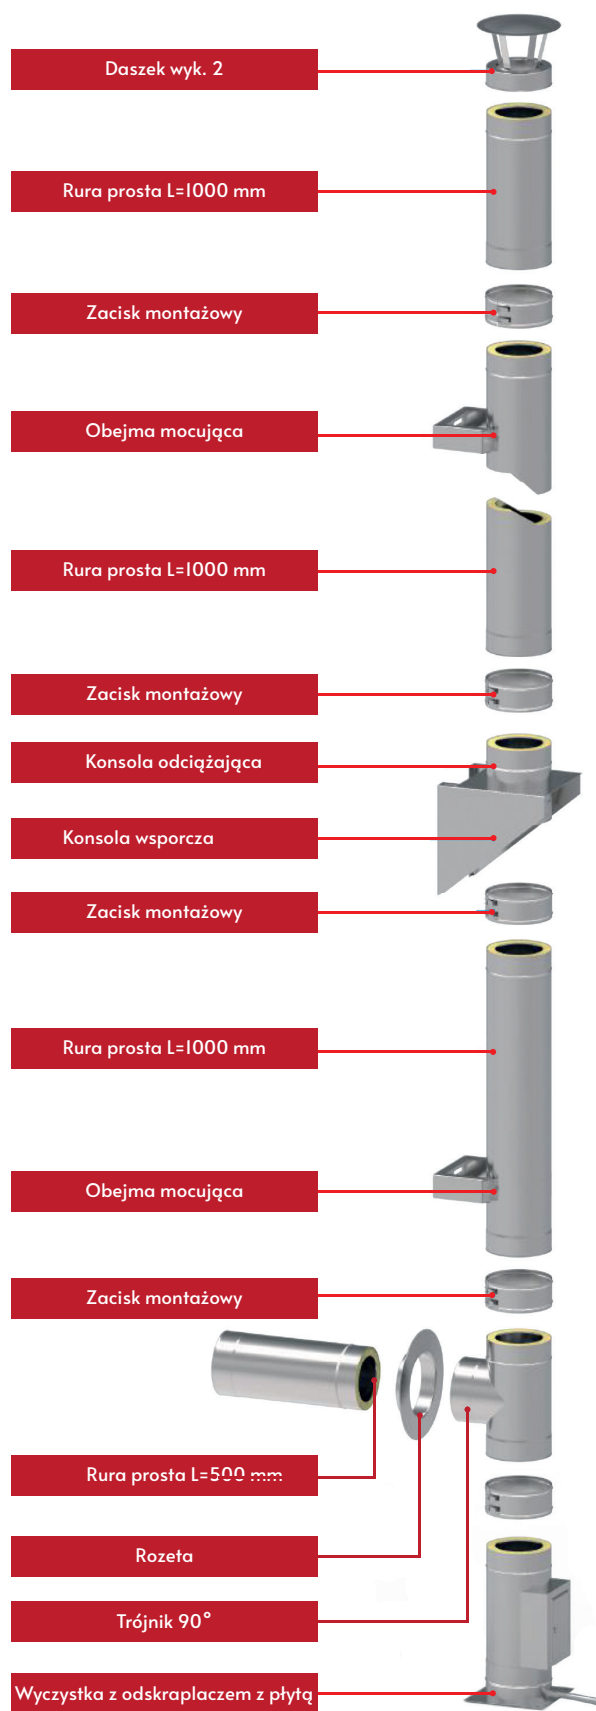 Daszek wyk. 2
Rura prosta L=1000 mm
Zacisk montażowy
Obejma mocująca
Rura prosta L=1000 mm
Zacisk montażowy
Konsola odciążająca
Konsola wsporcza
Zacisk montażowy
Rura prosta L=1000 mm
Obejma mocująca
Zacisk montażowy
Rura prosta L=500 mm
Rozeta
Trójnik 90°
Wyczystka z odskraplaczem z płytą